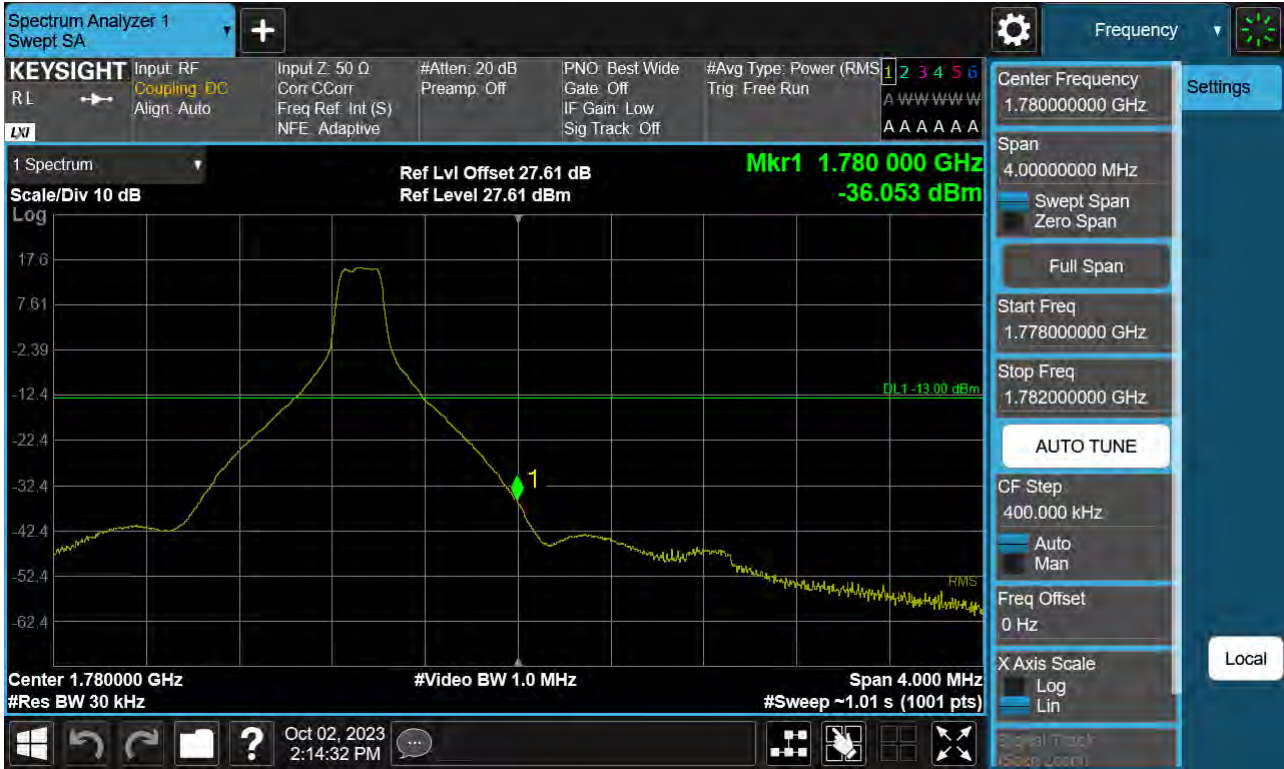 Spectrum Analyzer 1
Swept SA
+
Frequency
KEYSIGHT
RL
LXI
Input: RF
Coupling: DC
Align: Auto
Input Z: 50 Ω
Corr CCorr
Freq Ref: Int (S)
NFE: Adaptive
#Atten: 20 dB
Preamp: Off
PNO: Best Wide
Gate: Off
IF Gain: Low
Sig Track: Off
#Avg Type: Power (RMS
Trig: Free Run
1 2 3 4 5 6
A W W W W W
A A A A A A
1 Spectrum
Scale/Div 10 dB
Log
Ref Lvl Offset 27.61 dB
Ref Level 27.61 dBm
Mkr1 1.780 000 GHz
-36.053 dBm
17.6
7.61
-2.39
-12.4
-22.4
-32.4
-42.4
-52.4
-62.4
DL1 -13.00 dBm
1
RMS
Center 1.780000 GHz
#Video BW 1.0 MHz
Span 4.000 MHz
#Res BW 30 kHz
#Sweep ~1.01 s (1001 pts)
Center Frequency
1.780000000 GHz
Settings
Span
4.00000000 MHz
Swept Span
Zero Span
Full Span
Start Freq
1.778000000 GHz
Stop Freq
1.782000000 GHz
AUTO TUNE
CF Step
400.000 kHz
Auto
Man
Freq Offset
0 Hz
X Axis Scale
Log
Lin
Signal Track
(Span Zoom)
Local
?
Oct 02, 2023
2:14:32 PM